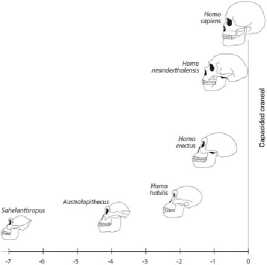 Homo
sapiens
Homo
neanderthalensis
Homo
erectus
Homo
habilis
Australopithecus
Sahelanthropus
Capacidad craneal
-7 -6 -5 -4 -3 -2 -1 0